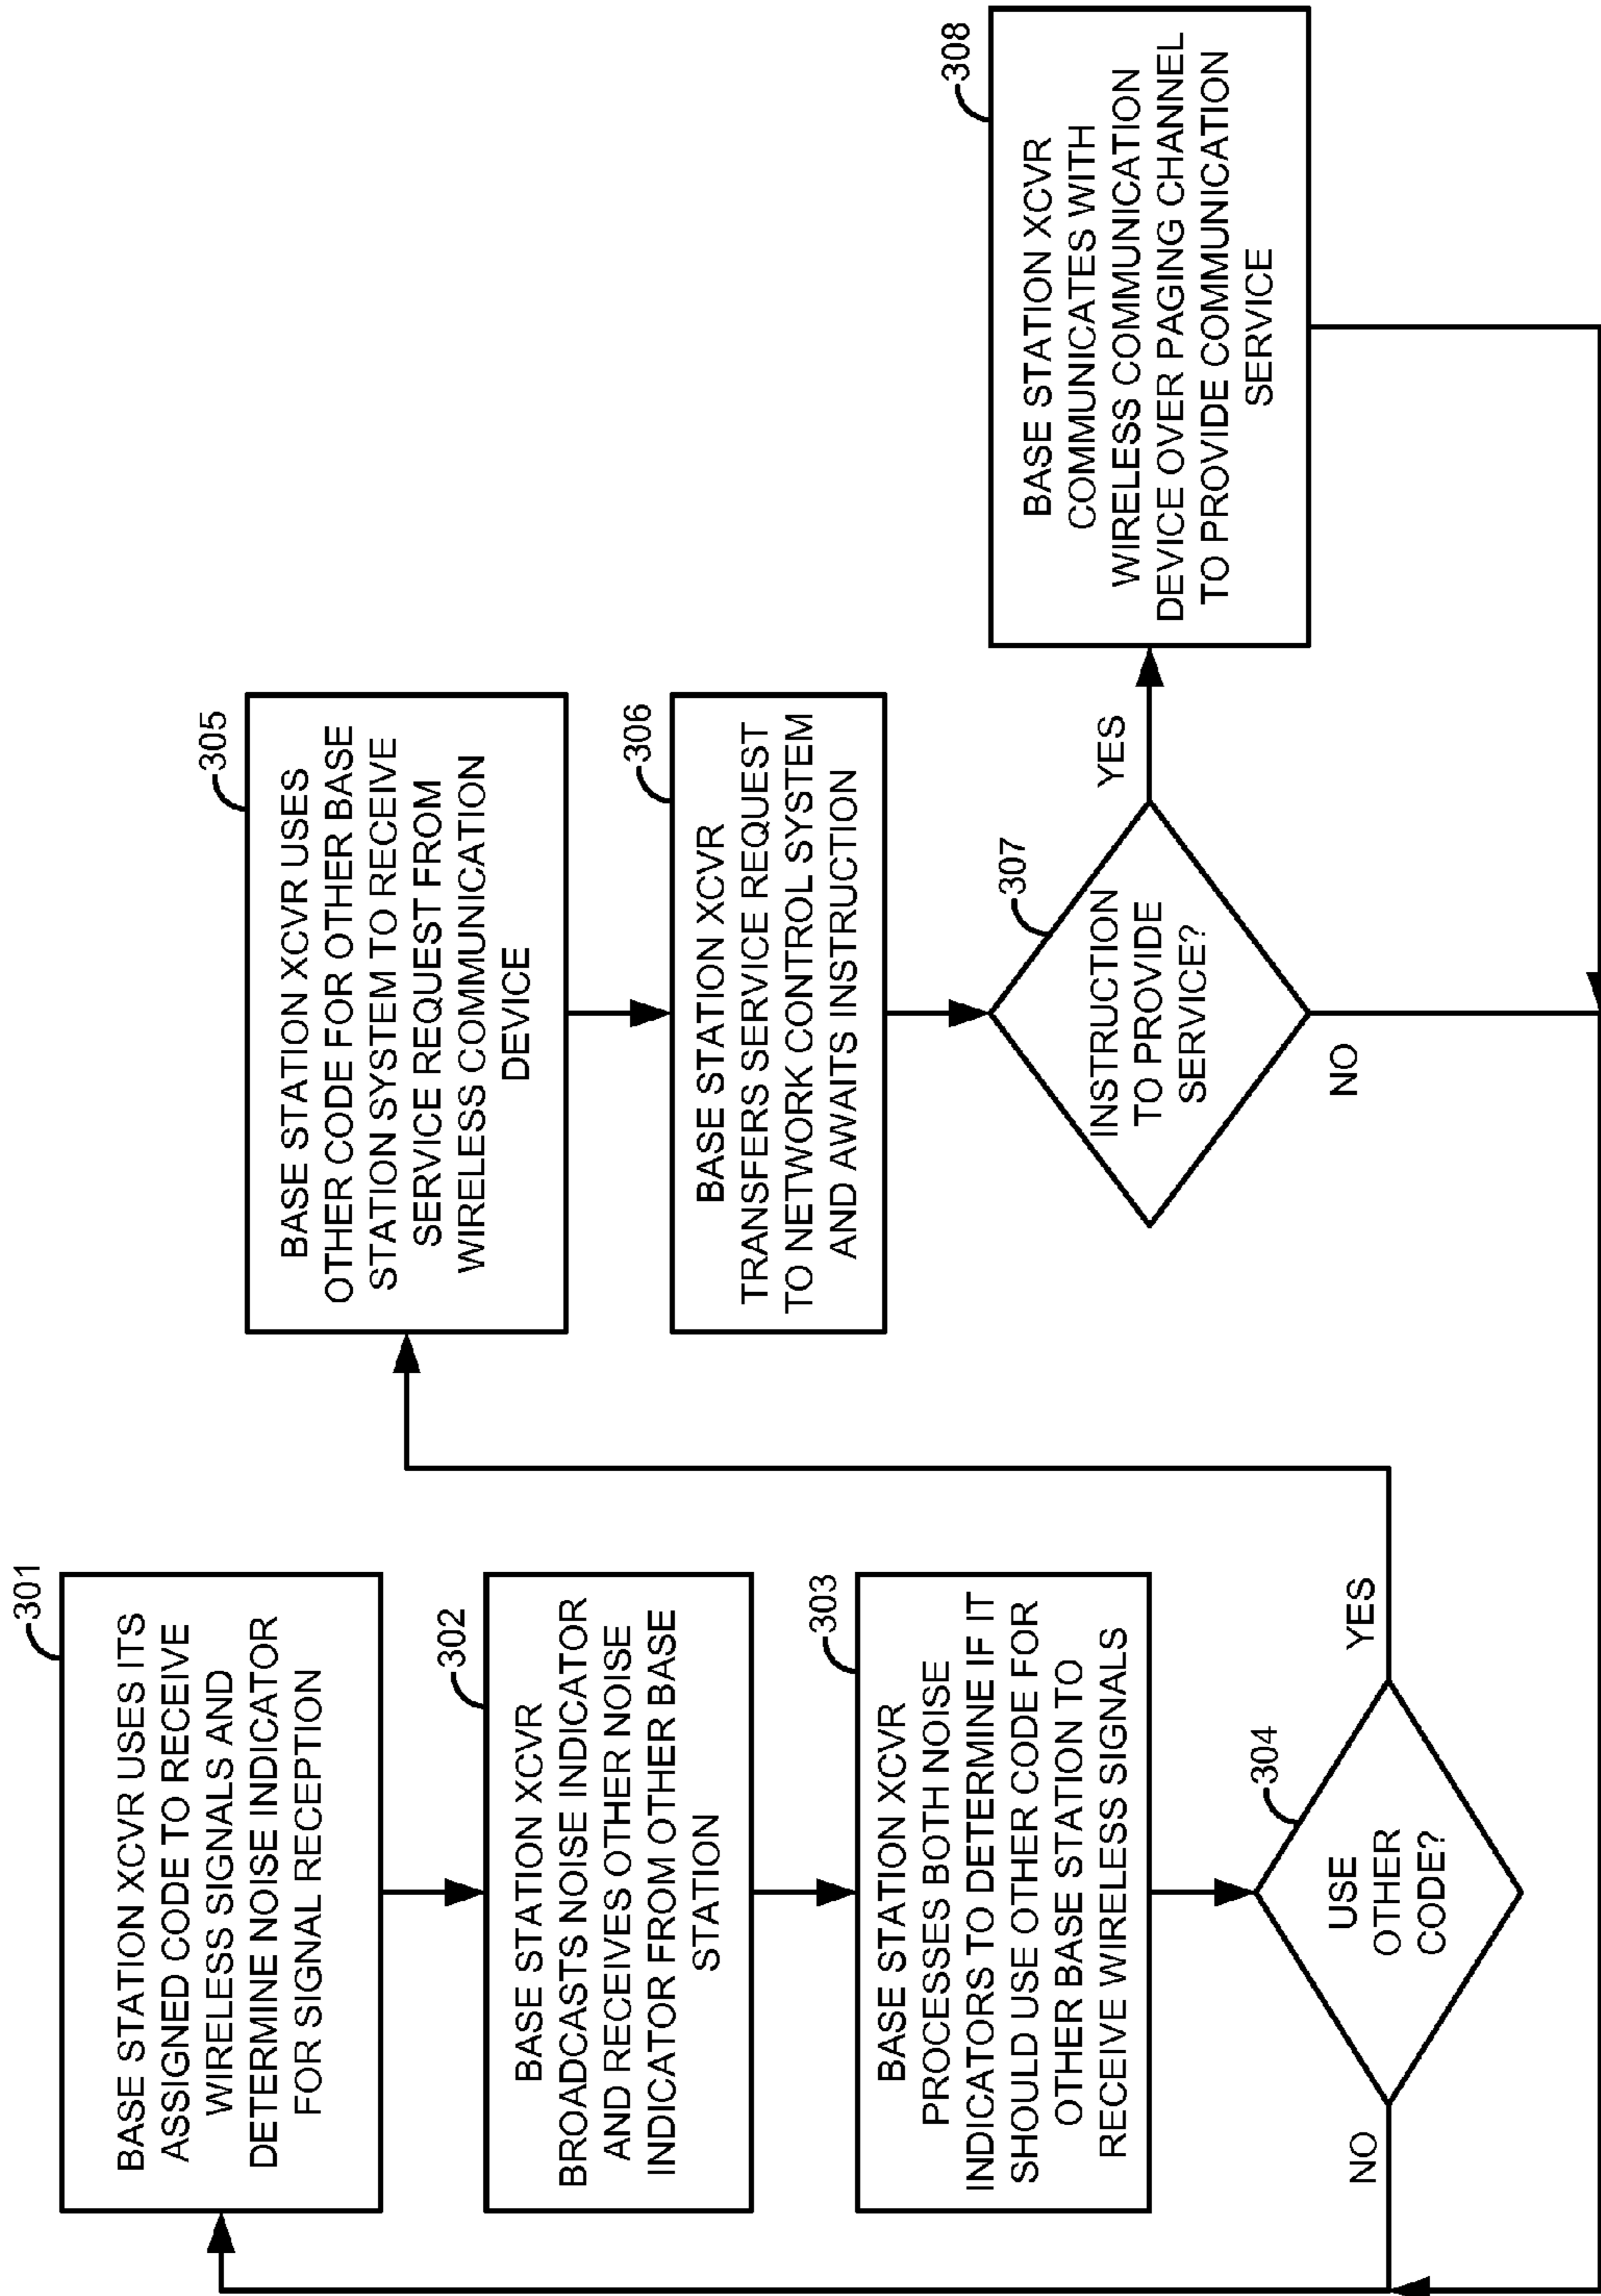 301
BASE STATION XCVR USES ITS
ASSIGNED CODE TO RECEIVE
WIRELESS SIGNALS AND
DETERMINE NOISE INDICATOR
FOR SIGNAL RECEPTION
302
BASE STATION XCVR
BROADCASTS NOISE INDICATOR
AND RECEIVES OTHER NOISE
INDICATOR FROM OTHER BASE
STATION
303
BASE STATION XCVR
PROCESSES BOTH NOISE
INDICATORS TO DETERMINE IF IT
SHOULD USE OTHER CODE FOR
OTHER BASE STATION TO
RECEIVE WIRELESS SIGNALS
304
USE
OTHER
CODE?
NO
YES
305
BASE STATION XCVR USES
OTHER CODE FOR OTHER BASE
STATION SYSTEM TO RECEIVE
SERVICE REQUEST FROM
WIRELESS COMMUNICATION
DEVICE
306
BASE STATION XCVR
TRANSFERS SERVICE REQUEST
TO NETWORK CONTROL SYSTEM
AND AWAITS INSTRUCTION
307
INSTRUCTION
TO PROVIDE
SERVICE?
YES
NO
308
BASE STATION XCVR
COMMUNICATES WITH
WIRELESS COMMUNICATION
DEVICE OVER PAGING CHANNEL
TO PROVIDE COMMUNICATION
SERVICE